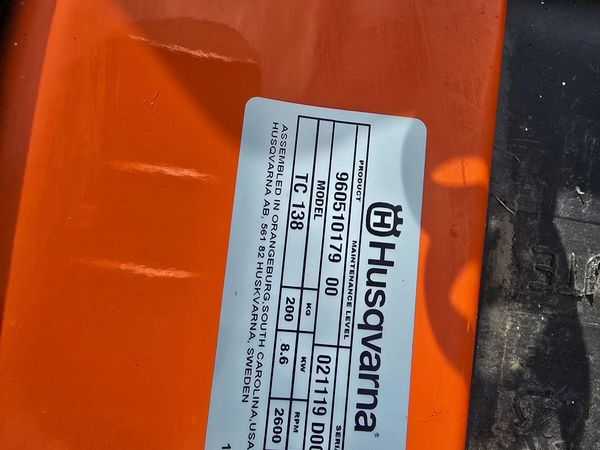 Husqvarna®
PRODUCT MAINTENANCE LEVEL
960510179 00 021119
MODEL KG KW RPM
TC 138 200 8.6 2600
ASSEMBLED IN ORANGEBURG,SOUTH CAROLINA,USA
HUSQVARNA AB, 561 82 HUSKVARNA, SWEDEN